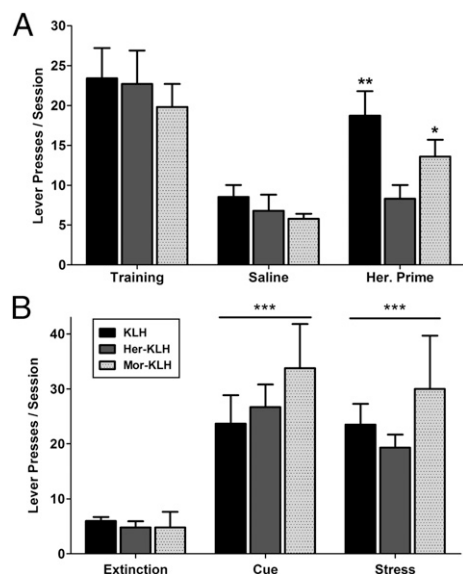 A
Lever Presses / Session
30
25
20
15
10
5
0
**
*
Training Saline Her. Prime
B
Lever Presses / Session
40
30
20
10
0
KLH
Her-KLH
Mor-KLH
*** ***
Extinction Cue Stress